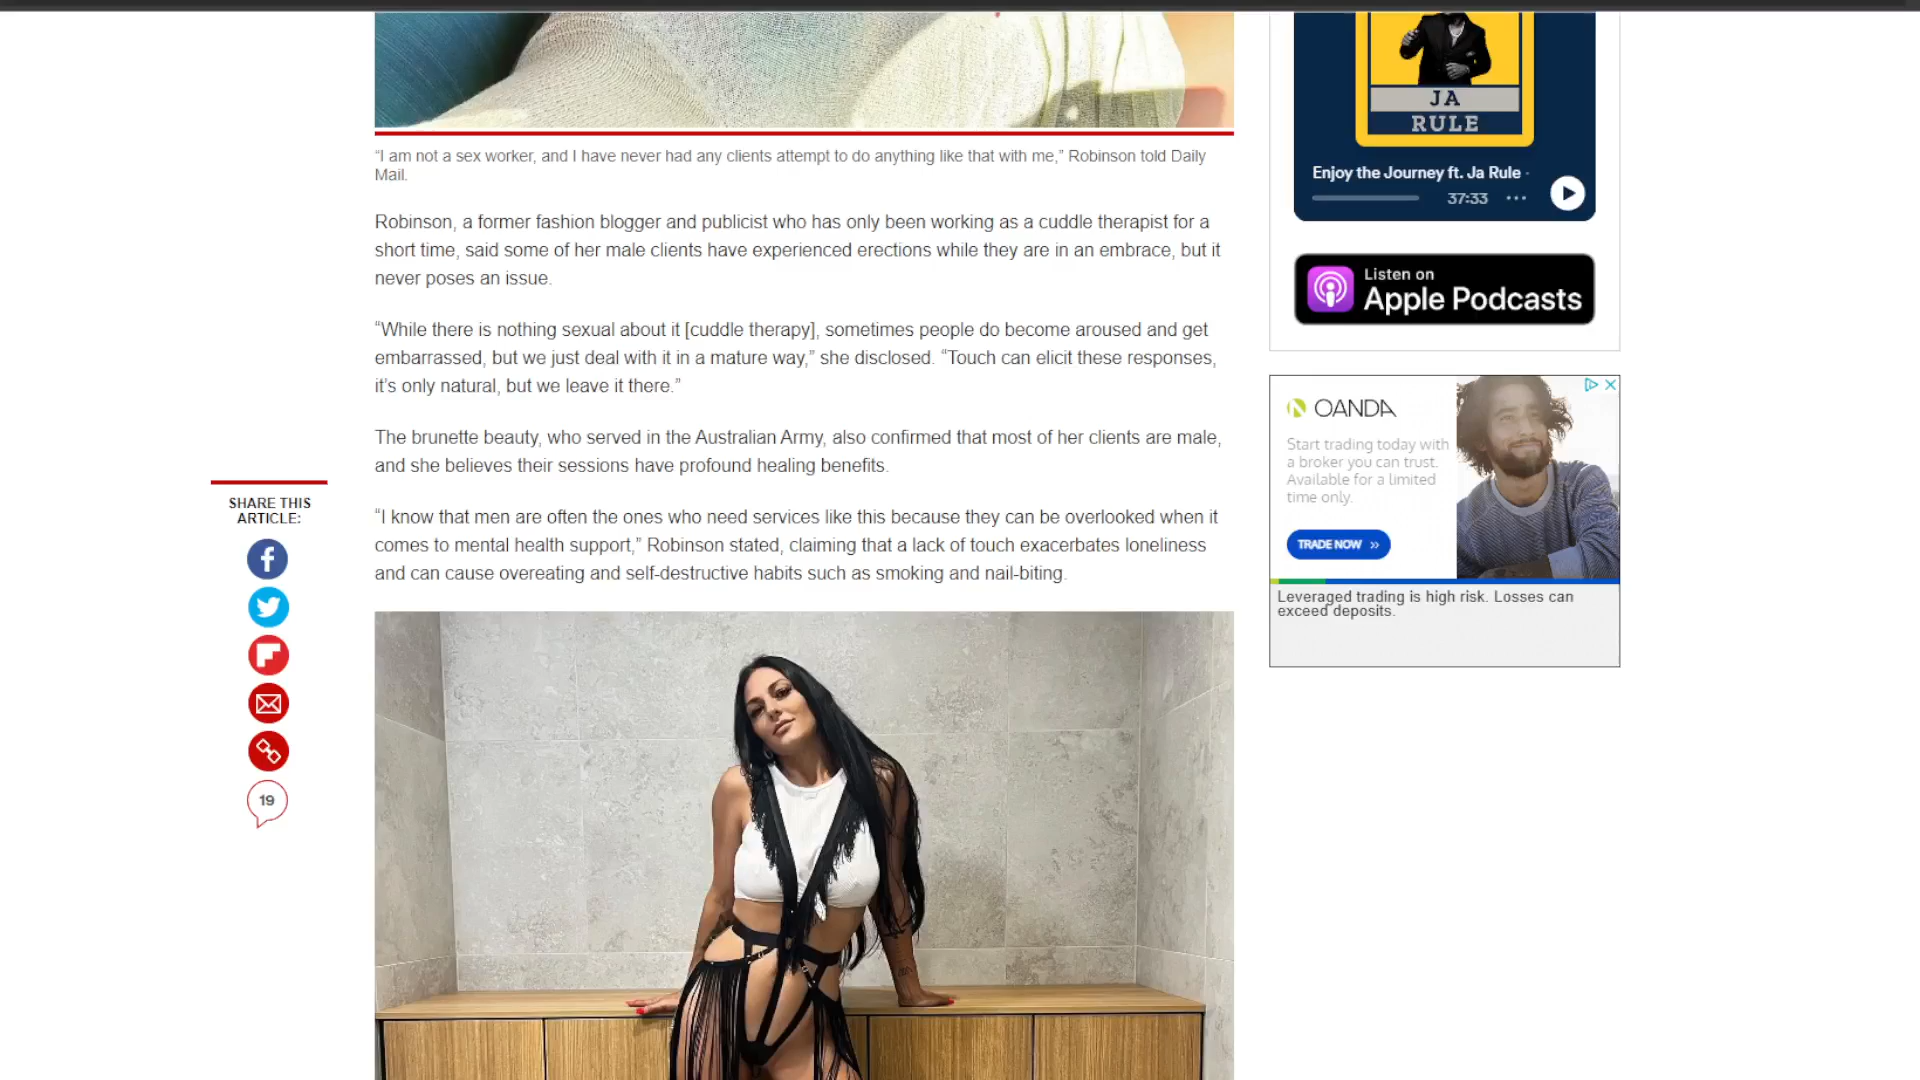 "I am not a sex worker, and I have never had any clients attempt to do anything like that with me," Robinson told Daily
Mail.
Robinson, a former fashion blogger and publicist who has only been working as a cuddle therapist for a
short time, said some of her male clients have experienced erections while they are in an embrace, but it
never poses an issue.
“While there is nothing sexual about it [cuddle therapy], sometimes people do become aroused and get
embarrassed, but we just deal with it in a mature way,” she disclosed. “Touch can elicit these responses,
it’s only natural, but we leave it there.”
The brunette beauty, who served in the Australian Army, also confirmed that most of her clients are male,
and she believes their sessions have profound healing benefits.
“I know that men are often the ones who need services like this because they can be overlooked when it
comes to mental health support,” Robinson stated, claiming that a lack of touch exacerbates loneliness
and can cause overeating and self-destructive habits such as smoking and nail-biting.
SHARE THIS
ARTICLE:
19
JA
RULE
Enjoy the Journey ft. Ja Rule -
37:33
Listen on
Apple Podcasts
OANDA
Start trading today with
a broker you can trust.
Available for a limited
time only.
TRADE NOW »
Leveraged trading is high risk. Losses can
exceed deposits.